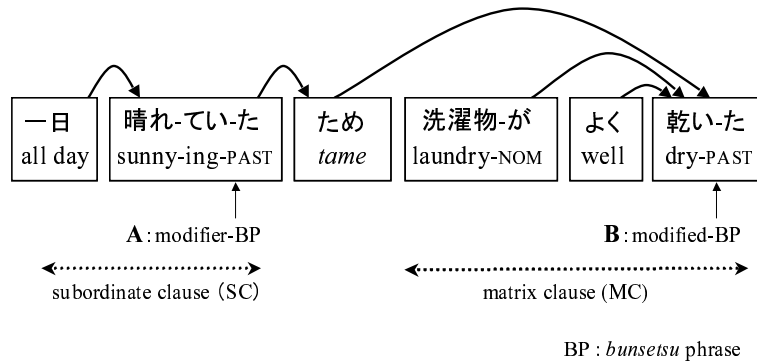 一日 晴れ-てい-た ため 洗濯物-が よく 乾い-た
all day sunny-ing-PAST tame laundry-NOM well dry-PAST
A : modifier-BP B : modified-BP
subordinate clause (SC) matrix clause (MC)
BP : bunsetsu phrase